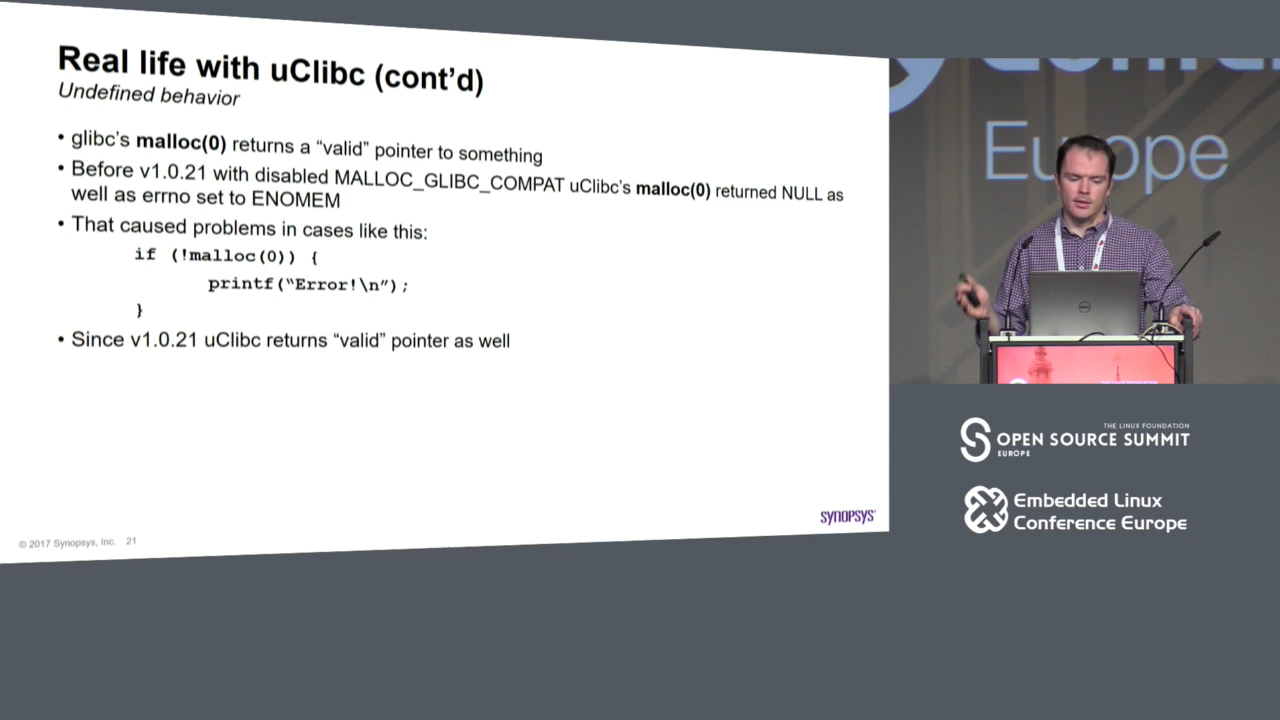 Real life with uClibc (cont’d)
Undefined behavior
• glibc’s malloc(0) returns a “valid” pointer to something
• Before v1.0.21 with disabled MALLOC_GLIBC_COMPAT uClibc’s malloc(0) returned NULL as
well as errno set to ENOMEM
• That caused problems in cases like this:
if (!malloc(0)) {
printf(“Error!\n”);
}
• Since v1.0.21 uClibc returns “valid” pointer as well
SYNOPSYS
© 2017 Synopsys, Inc. 21
Europe
DELL
THE LINUX FOUNDATION
OPEN SOURCE SUMMIT
EUROPE
Embedded Linux
Conference Europe